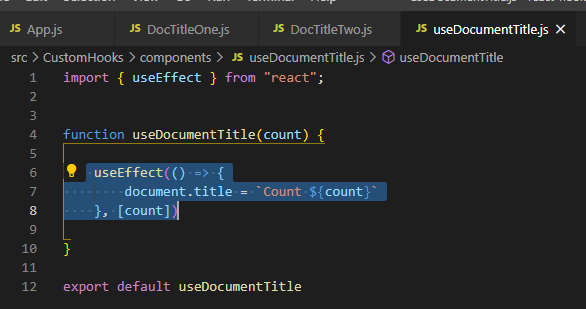 JS App.js
JS DocTitleOne.js
JS DocTitleTwo.js
JS useDocumentTitle.js ×
src > CustomHooks > components > JS useDocumentTitle.js > useDocumentTitle
1 import { useEffect } from "react";
2
3
4 function useDocumentTitle(count) {
5
6 useEffect(() => {
7 document.title = `Count ${count}`
8 }, [count])
9
10 }
11
12 export default useDocumentTitle